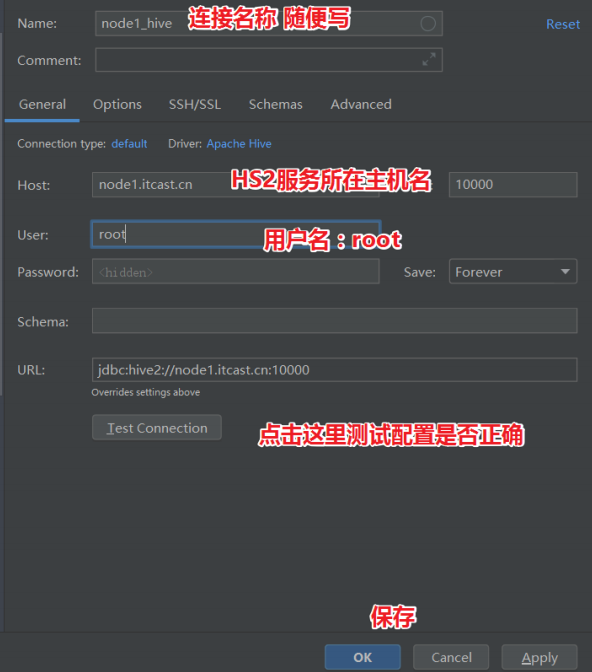 Name: node1_hive 连接名称 随便写 Reset
Comment:
General Options SSH/SSL Schemas Advanced
Connection type: default Driver: Apache Hive
Host: node1.itcast.cn HS2服务所在主机名 10000
User: root 用户名：root
Password: <hidden> Save: Forever
Schema:
URL: jdbc:hive2://node1.itcast.cn:10000
Overrides settings above
Test Connection 点击这里测试配置是否正确
保存
OK Cancel Apply